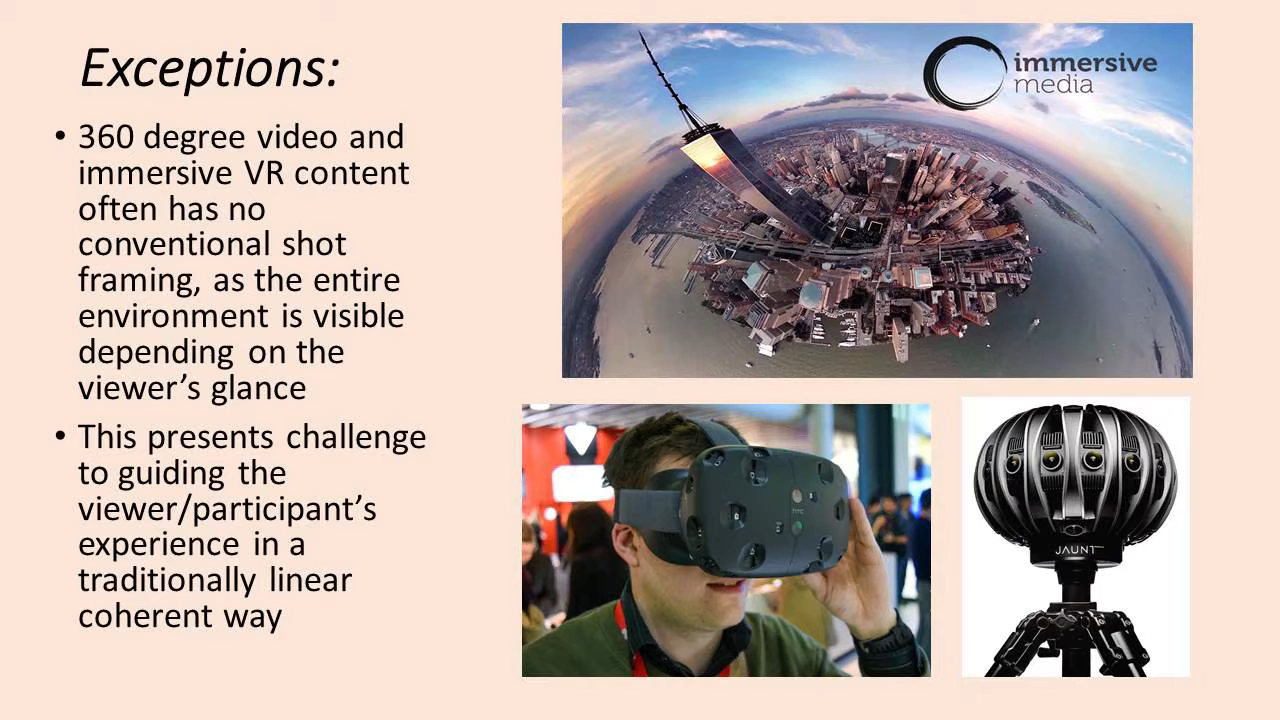 Exceptions:
• 360 degree video and
immersive VR content
often has no
conventional shot
framing, as the entire
environment is visible
depending on the
viewer’s glance
• This presents challenge
to guiding the
viewer/participant’s
experience in a
traditionally linear
coherent way
immersive
media
hTC
JAUNT